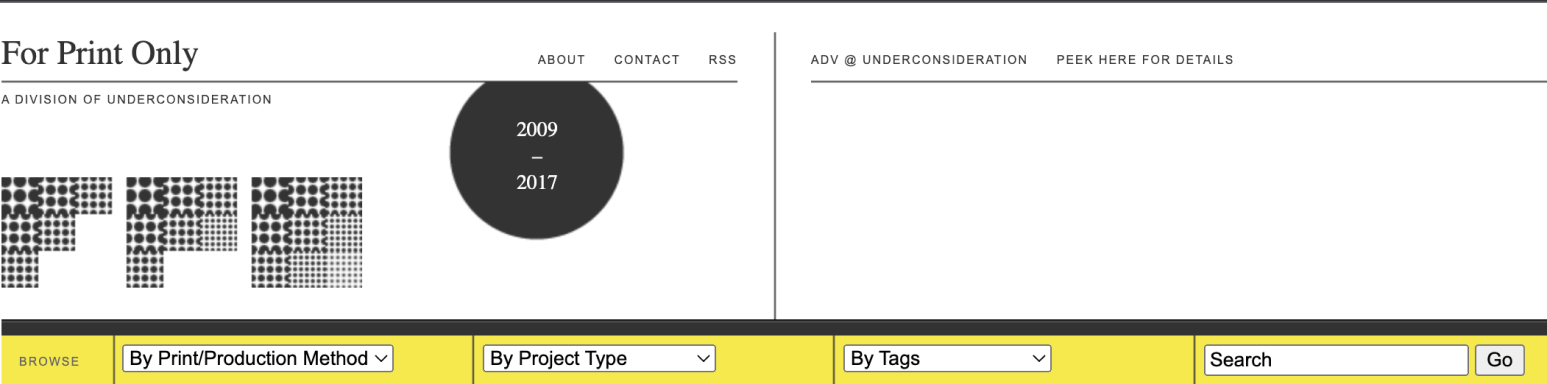 For Print Only
ABOUT CONTACT RSS
ADV @ UNDERCONSIDERATION PEEK HERE FOR DETAILS
A DIVISION OF UNDERCONSIDERATION
2009
–
2017
FPO
BROWSE By Print/Production Method By Project Type By Tags Search Go